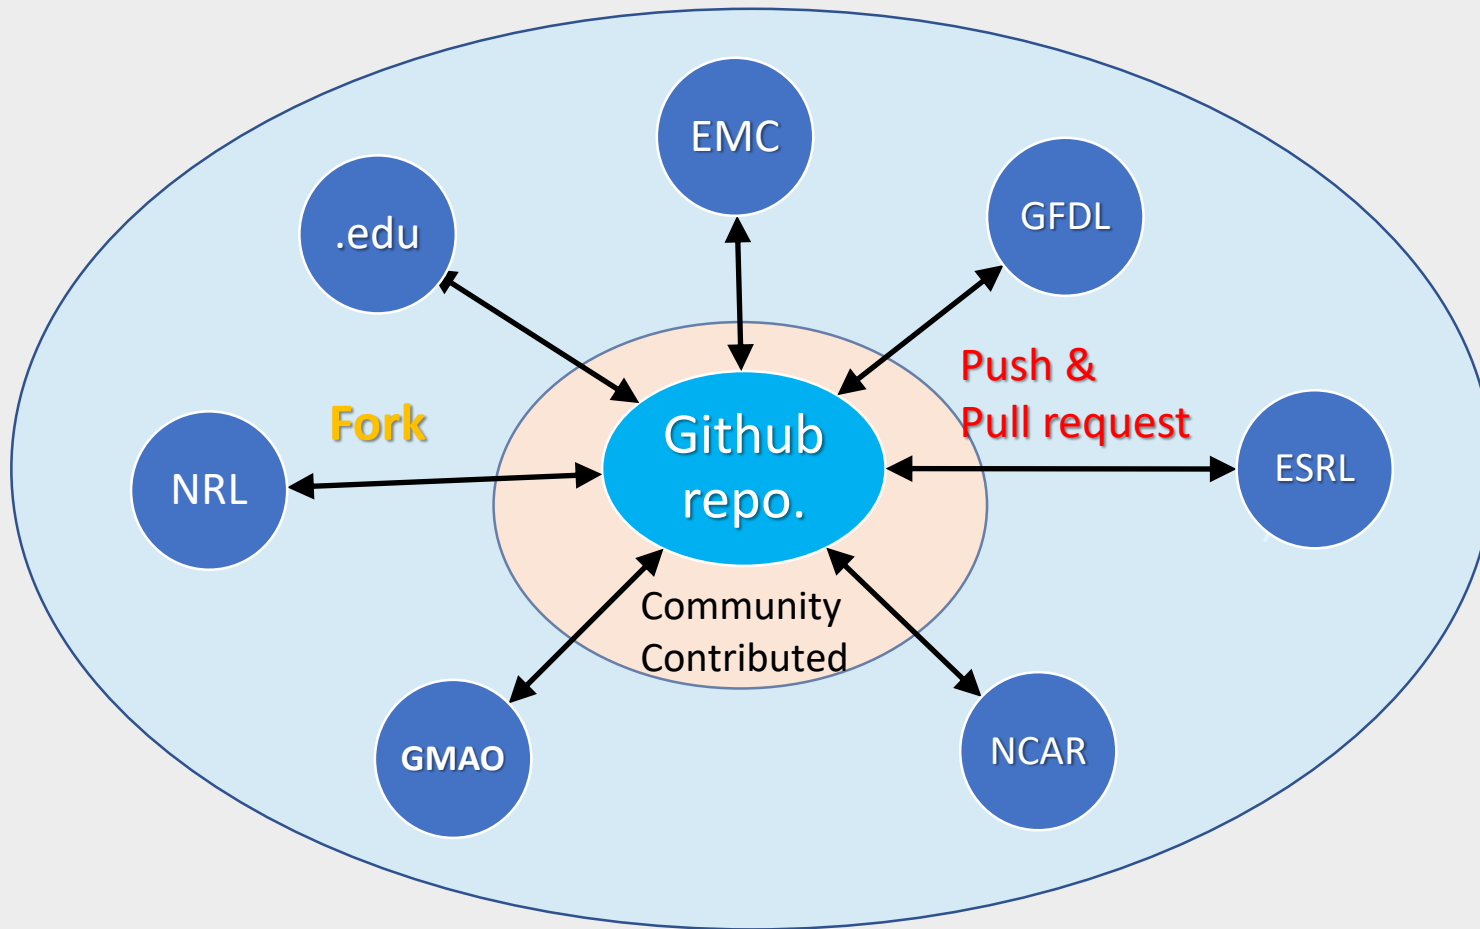 EMC
.edu
GFDL
Push &
Pull request
Fork
Github
repo.
NRL
ESRL
Community
Contributed
GMAO
NCAR